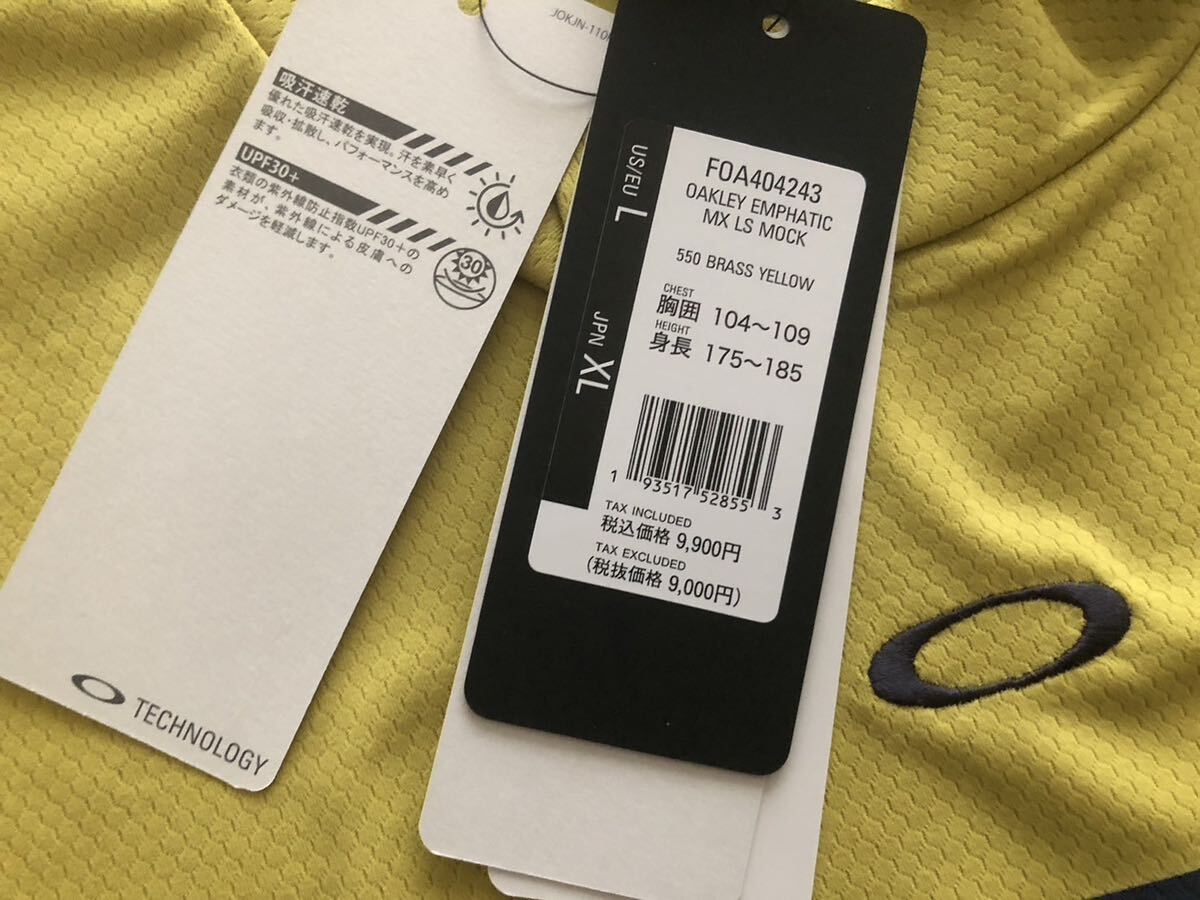 JOKJN-110
吸汗速乾
優れた吸汗速乾を実現。汗を素早く
吸収・拡散し、パフォーマンスを高め
ます。
UPF30+
衣類の紫外線防止指数UPF30+の
素材が、紫外線による皮膚への
ダメージを軽減します。
30
TECHNOLOGY
US/EU L
JPN XL
FOA404243
OAKLEY EMPHATIC
MX LS MOCK
550 BRASS YELLOW
CHEST
胸囲 104〜109
HEIGHT
身長 175〜185
1 93517 52855 3
TAX INCLUDED
税込価格 9,900円
TAX EXCLUDED
(税抜価格 9,000円)